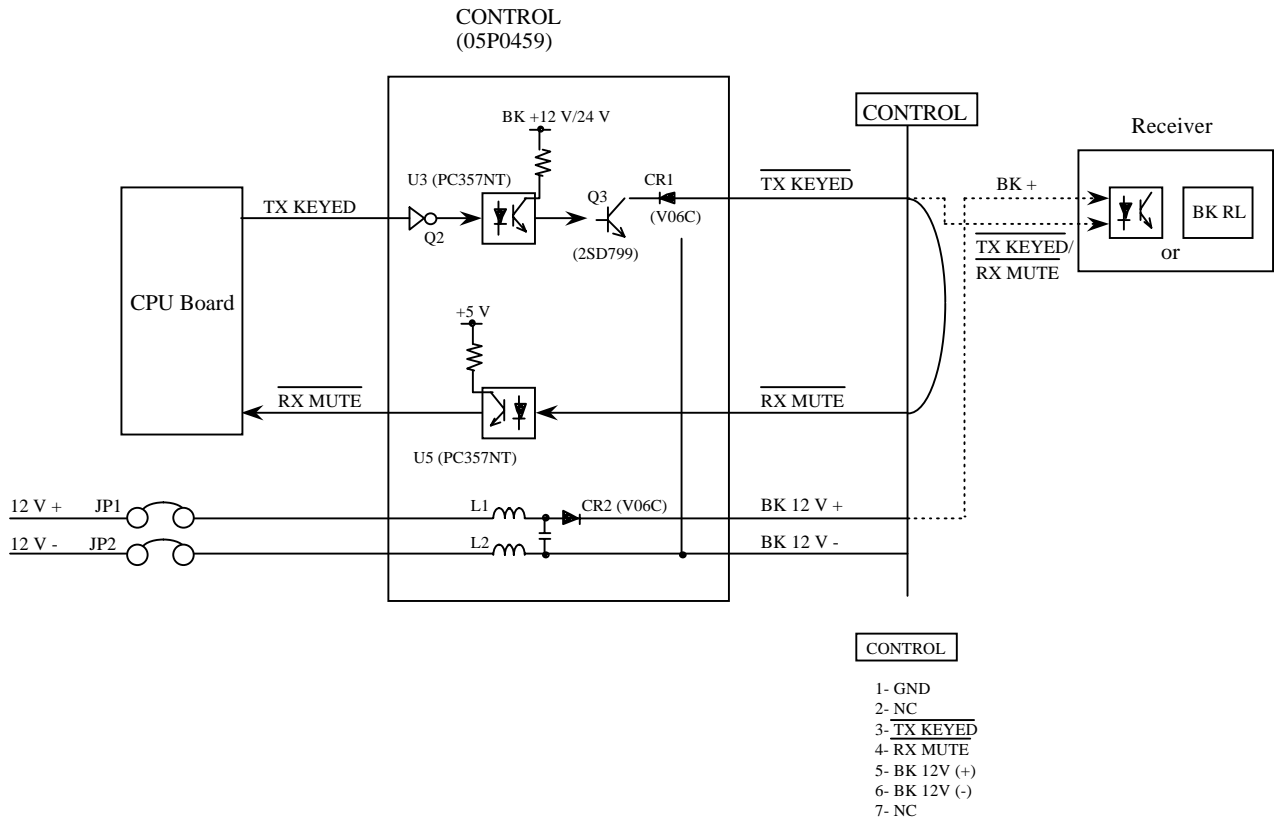 CONTROL
(05P0459)
BK +12 V/24 V
CONTROL
Receiver
U3 (PC357NT)
Q3
CR1
TX KEYED
BK +
TX KEYED
Q2
(V06C)
BK RL
(2SD799)
TX KEYED/
RX MUTE
or
CPU Board
+5 V
RX MUTE
RX MUTE
U5 (PC357NT)
12 V +
JP1
L1
CR2 (V06C)
BK 12 V +
12 V -
JP2
L2
BK 12 V -
CONTROL
1- GND
2- NC
3- TX KEYED
4- RX MUTE
5- BK 12V (+)
6- BK 12V (-)
7- NC